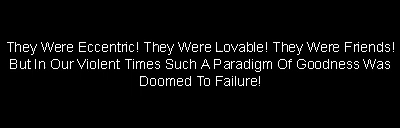 They Were Eccentric! They Were Lovable! They Were Friends!
But In Our Violent Times Such A Paradigm Of Goodness Was
Doomed To Failure!